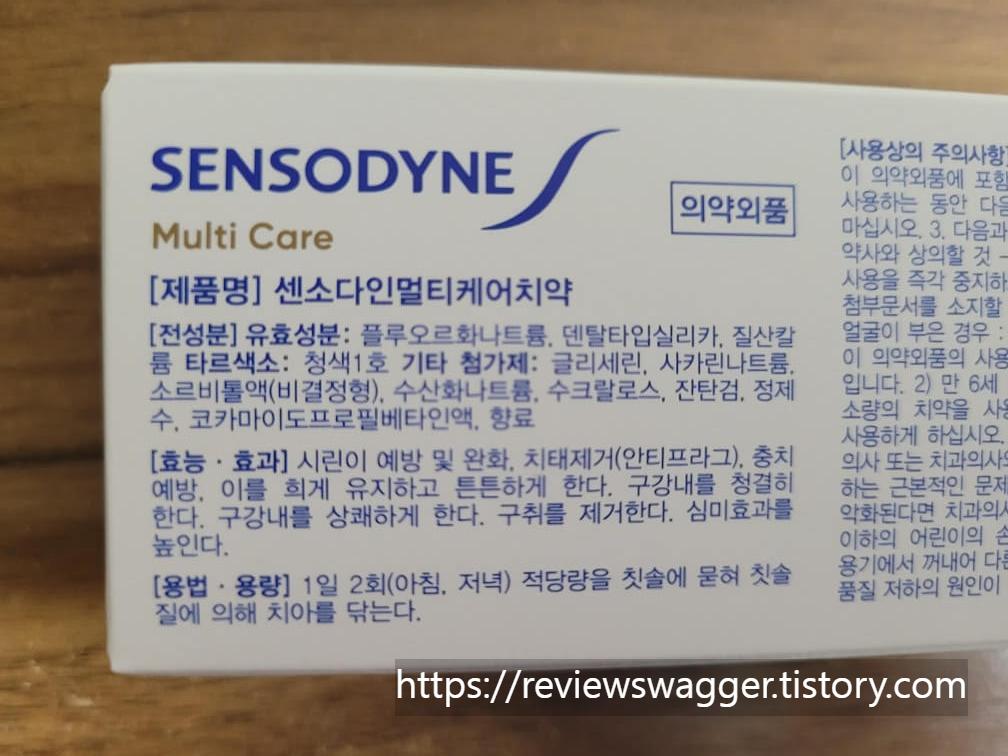 SENSODYNE
Multi Care
의약외품
[제품명] 센소다인멀티케어치약
[전성분] 유효성분: 플루오르화나트륨, 덴탈타입실리카, 질산칼
륨 타르색소: 청색1호 기타 첨가제: 글리세린, 사카린나트륨,
소르비톨액(비결정형), 수산화나트륨, 수크랄로스, 잔탄검, 정제
수, 코카마이도프로필베타인액, 향료
[효능 · 효과] 시린이 예방 및 완화, 치태제거(안티프라그), 충치
예방, 이를 희게 유지하고 튼튼하게 한다. 구강내를 청결히
한다. 구강내를 상쾌하게 한다. 구취를 제거한다. 심미효과를
높인다.
[용법 · 용량] 1일 2회(아침, 저녁) 적당량을 칫솔에 묻혀 칫솔
질에 의해 치아를 닦는다.
[사용상의 주의사항]
이 의약외품에 포함
사용하는 동안 다음
마십시오. 3. 다음과
약사와 상의할 것 –
사용을 즉각 중지하
첨부문서를 소지할
얼굴이 부은 경우 ·
이 의약외품의 사용
입니다. 2) 만 6세
소량의 치약을 사용
사용하게 하십시오
의사 또는 치과의사의
하는 근본적인 문제
악화된다면 치과의사
이하의 어린이의 손
용기에서 꺼내어 다른
품질 저하의 원인이
https://reviewswagger.tistory.com